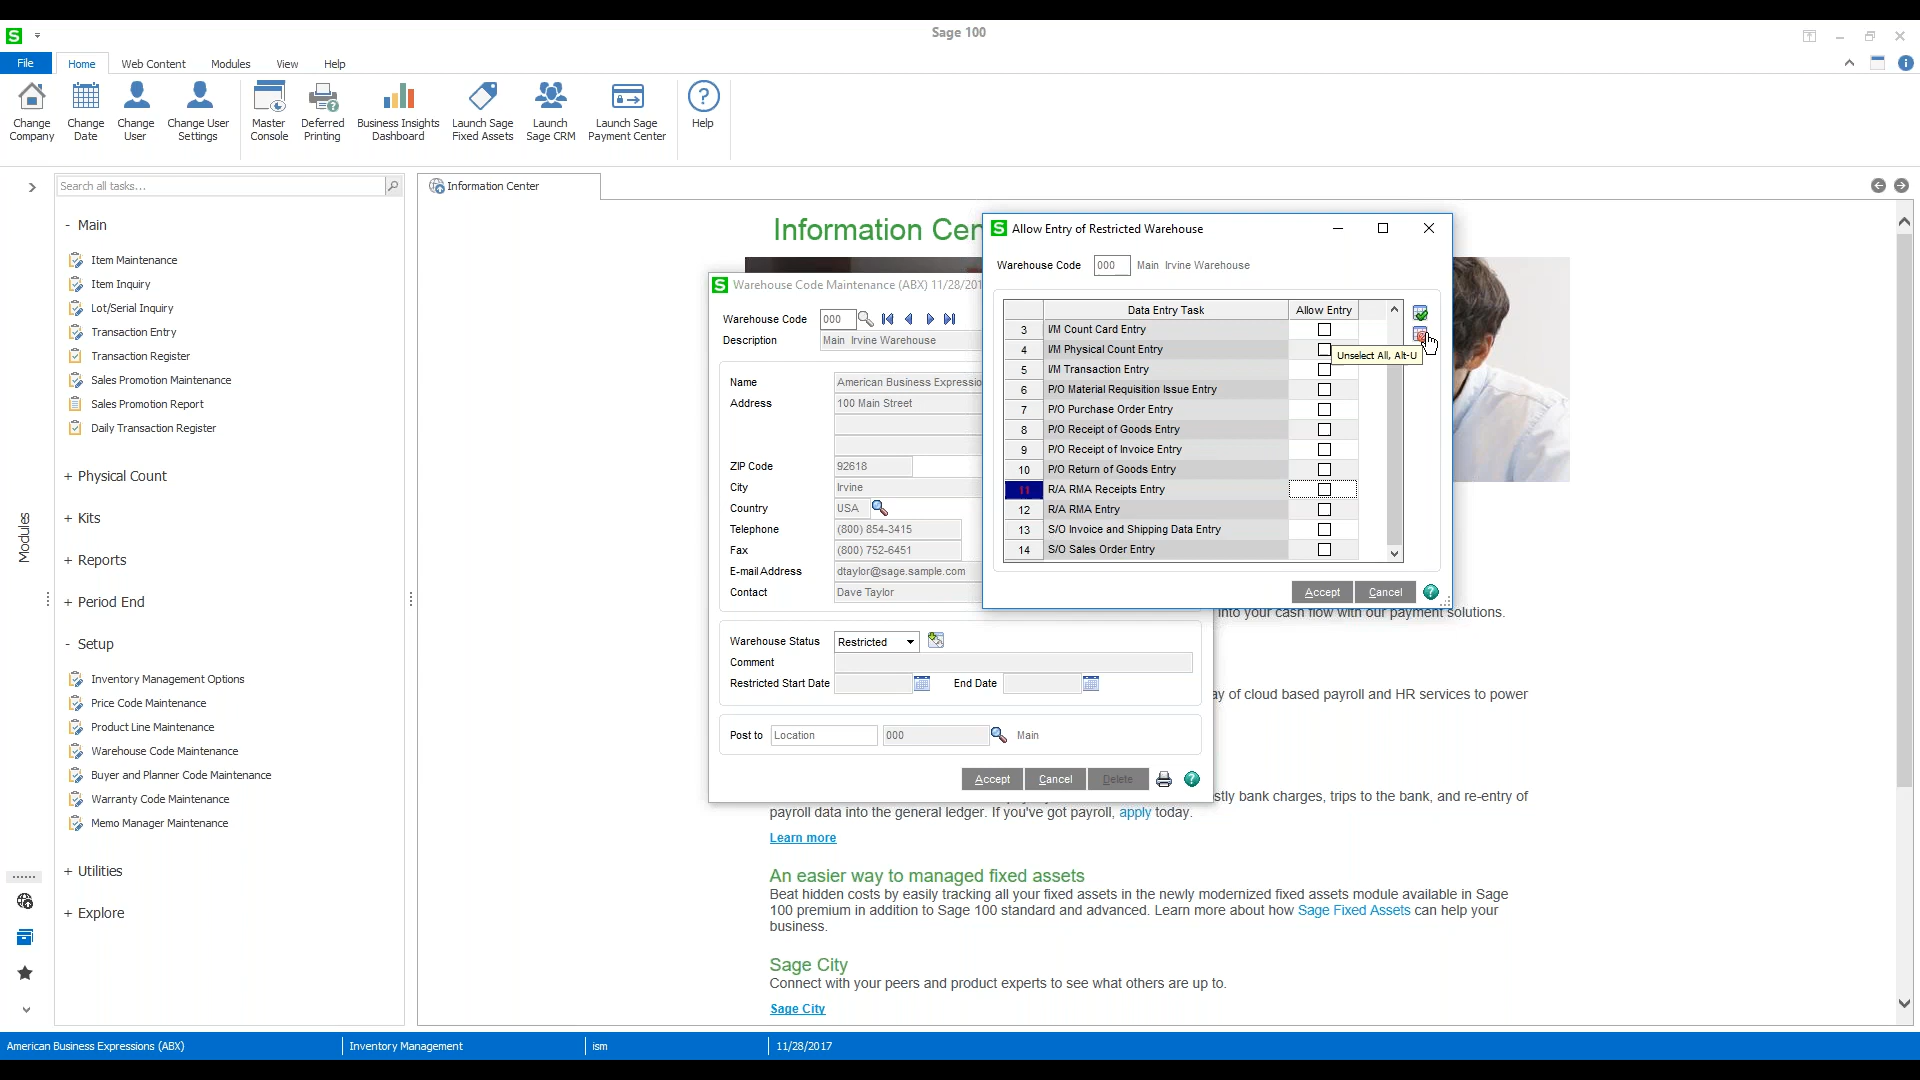 S
Sage 100
File
Home
Web Content
Modules
View
Help
Change Company
Change Date
Change User
Change User Settings
Master Console
Deferred Printing
Business Insights Dashboard
Launch Sage Fixed Assets
Launch Sage CRM
Launch Sage Payment Center
Help
Search all tasks...
Information Center
- Main
Item Maintenance
Item Inquiry
Lot/Serial Inquiry
Transaction Entry
Transaction Register
Sales Promotion Maintenance
Sales Promotion Report
Daily Transaction Register
+ Physical Count
+ Kits
+ Reports
+ Period End
- Setup
Inventory Management Options
Price Code Maintenance
Product Line Maintenance
Warehouse Code Maintenance
Buyer and Planner Code Maintenance
Warranty Code Maintenance
Memo Manager Maintenance
+ Utilities
+ Explore
Modules
Information Cen
S Warehouse Code Maintenance (ABX) 11/28/201
Warehouse Code 000
Description Main Irvine Warehouse
Name American Business Expressio
Address 100 Main Street
ZIP Code 92618
City Irvine
Country USA
Telephone (800) 854-3415
Fax (800) 752-6451
E-mail Address dtaylor@sage.sample.com
Contact Dave Taylor
Warehouse Status Restricted
Comment
Restricted Start Date End Date
Post to Location 000 Main
Accept Cancel Delete
S Allow Entry of Restricted Warehouse
Warehouse Code 000 Main Irvine Warehouse
Data Entry Task Allow Entry
3 I/M Count Card Entry
4 I/M Physical Count Entry
5 I/M Transaction Entry
6 P/O Material Requisition Issue Entry
7 P/O Purchase Order Entry
8 P/O Receipt of Goods Entry
9 P/O Receipt of Invoice Entry
10 P/O Return of Goods Entry
11 R/A RMA Receipts Entry
12 R/A RMA Entry
13 S/O Invoice and Shipping Data Entry
14 S/O Sales Order Entry
Unselect All, Alt-U
Accept Cancel
into your cash flow with our payment solutions.
ay of cloud based payroll and HR services to power
stly bank charges, trips to the bank, and re-entry of
payroll data into the general ledger. If you've got payroll, apply today.
Learn more
An easier way to managed fixed assets
Beat hidden costs by easily tracking all your fixed assets in the newly modernized fixed assets module available in Sage
100 premium in addition to Sage 100 standard and advanced. Learn more about how Sage Fixed Assets can help your
business.
Sage City
Connect with your peers and product experts to see what others are up to.
Sage City
American Business Expressions (ABX)
Inventory Management
ism
11/28/2017